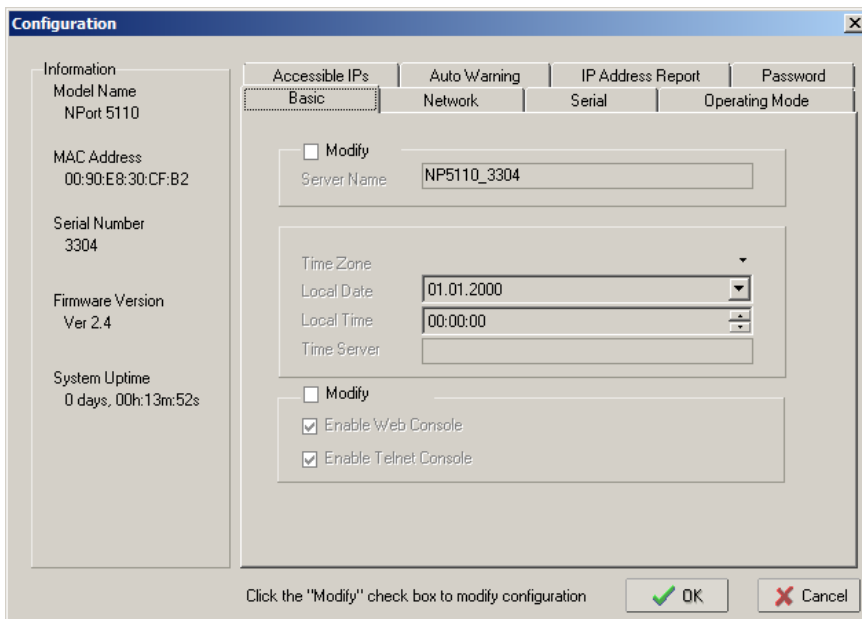 Configuration
Information
Model Name
NPort 5110
MAC Address
00:90:E8:30:CF:B2
Serial Number
3304
Firmware Version
Ver 2.4
System Uptime
0 days, 00h:13m:52s
Accessible IPs
Auto Warning
IP Address Report
Password
Basic
Network
Serial
Operating Mode
Modify
Server Name
NP5110_3304
Time Zone
Local Date
01.01.2000
Local Time
00:00:00
Time Server
Modify
Enable Web Console
Enable Telnet Console
Click the "Modify" check box to modify configuration
OK
Cancel